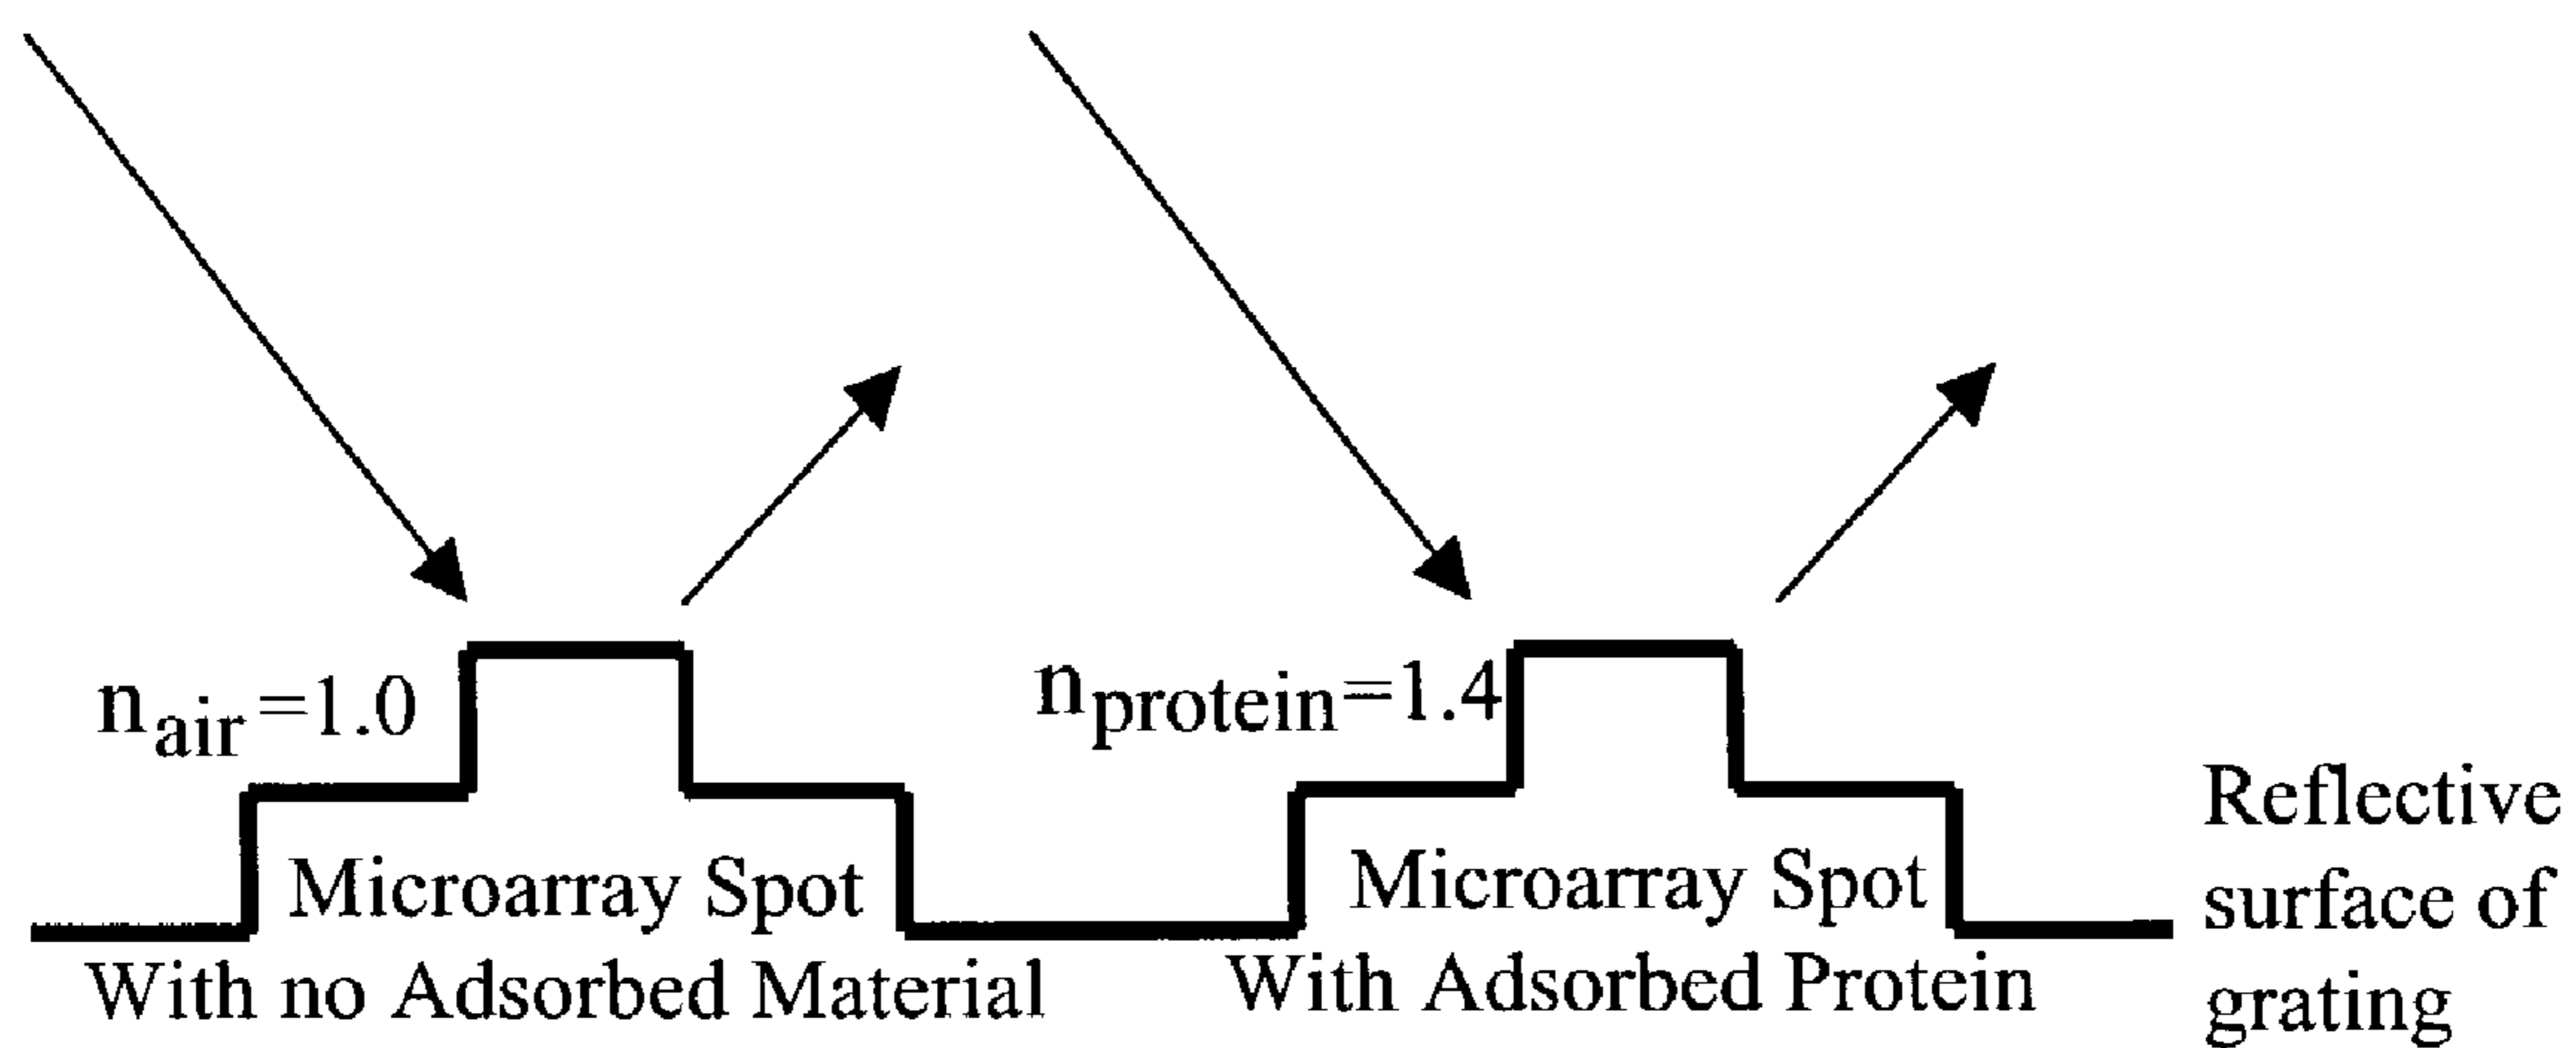 n_air=1.0
n_protein=1.4
Microarray Spot
With no Adsorbed Material
Microarray Spot
With Adsorbed Protein
Reflective
surface of
grating